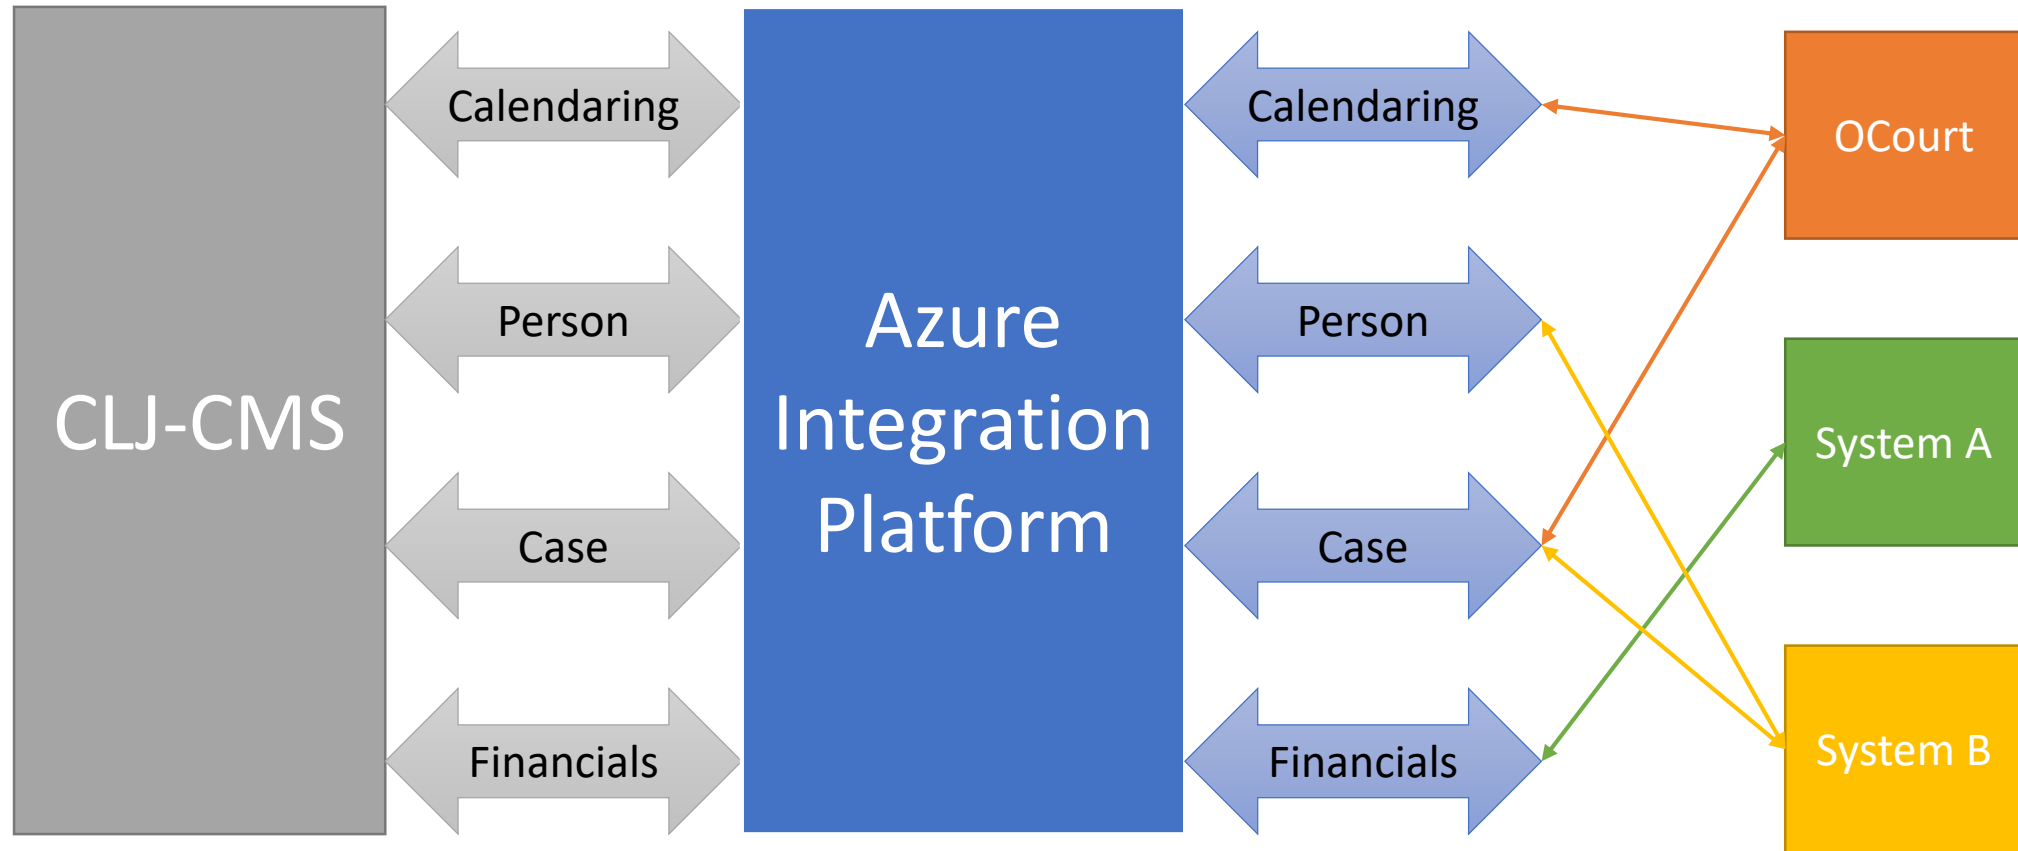 CLJ-CMS
Calendaring
Person
Case
Financials
Azure
Integration
Platform
Calendaring
Person
Case
Financials
OCourt
System A
System B